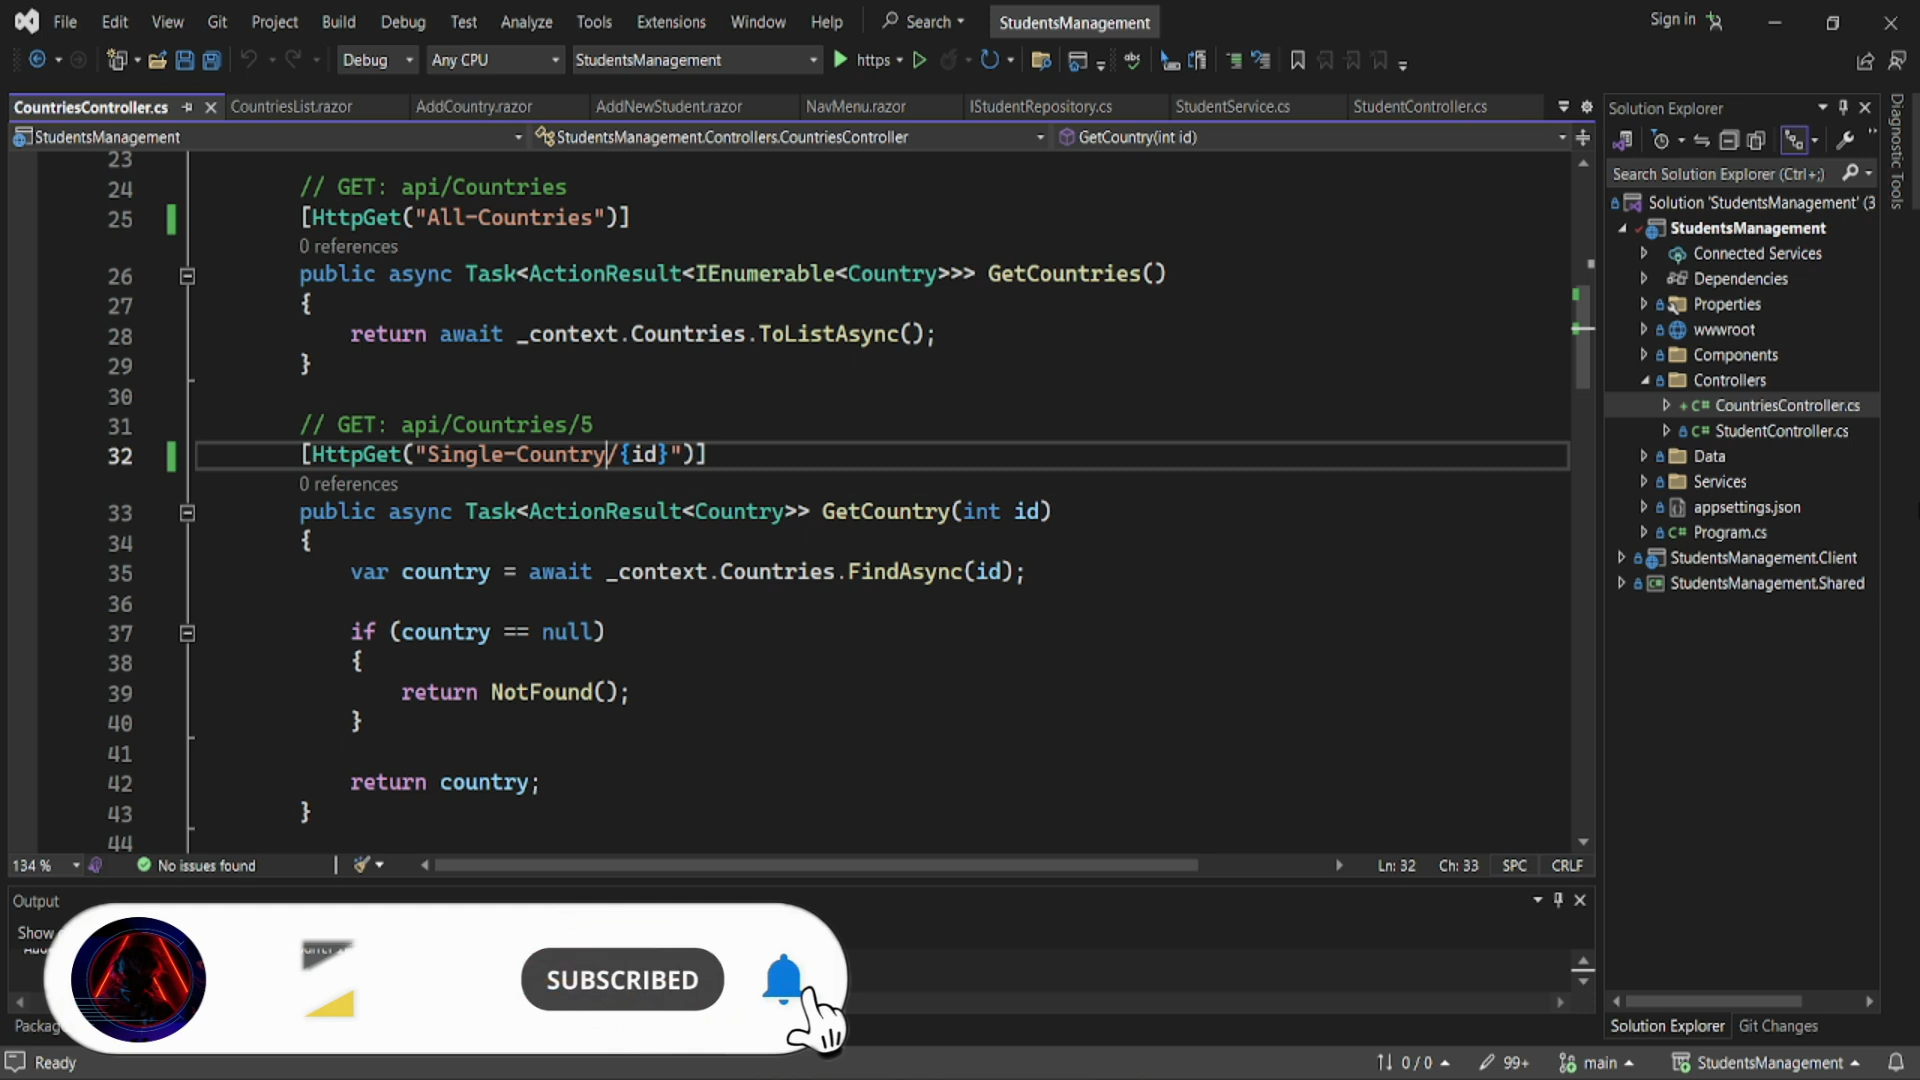 File Edit View Git Project Build Debug Test Analyze Tools Extensions Window Help Search StudentsManagement Sign in
Debug Any CPU StudentsManagement https
CountriesController.cs CountriesList.razor AddCountry.razor AddNewStudent.razor NavMenu.razor IStudentRepository.cs StudentService.cs StudentController.cs
StudentsManagement StudentsManagement.Controllers.CountriesController GetCountry(int id)
23
24 // GET: api/Countries
25 [HttpGet("All-Countries")]
0 references
26 public async Task<ActionResult<IEnumerable<Country>>> GetCountries()
27 {
28 return await _context.Countries.ToListAsync();
29 }
30
31 // GET: api/Countries/5
32 [HttpGet("Single-Country/{id}")]
0 references
33 public async Task<ActionResult<Country>> GetCountry(int id)
34 {
35 var country = await _context.Countries.FindAsync(id);
36
37 if (country == null)
38 {
39 return NotFound();
40 }
41
42 return country;
43 }
44
134 % No issues found Ln: 32 Ch: 33 SPC CRLF
Output
Show
SUBSCRIBED
Packag
Solution Explorer
Search Solution Explorer (Ctrl+;)
Solution 'StudentsManagement' (3
StudentsManagement
Connected Services
Dependencies
Properties
wwwroot
Components
Controllers
CountriesController.cs
StudentController.cs
Data
Services
appsettings.json
Program.cs
StudentsManagement.Client
StudentsManagement.Shared
Solution Explorer Git Changes
Diagnostic Tools
Ready 0 / 0 99+ main StudentsManagement